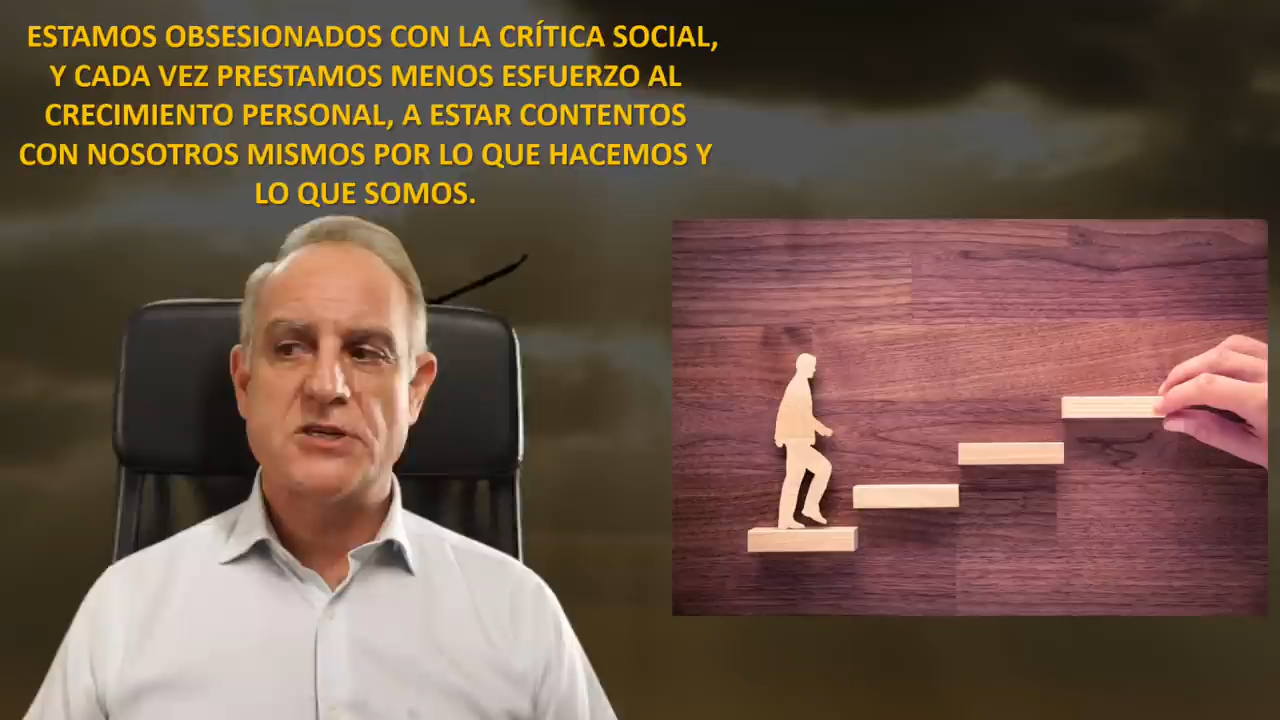 ESTAMOS OBSESIONADOS CON LA CRÍTICA SOCIAL,
Y CADA VEZ PRESTAMOS MENOS ESFUERZO AL
CRECIMIENTO PERSONAL, A ESTAR CONTENTOS
CON NOSOTROS MISMOS POR LO QUE HACEMOS Y
LO QUE SOMOS.